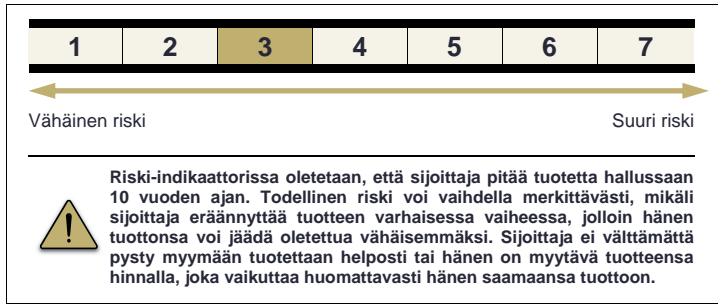 1 2 3 4 5 6 7
Vähäinen riski Suuri riski
Riski-indikaattorissa oletetaan, että sijoittaja pitää tuotetta hallussaan
10 vuoden ajan. Todellinen riski voi vaihdella merkittävästi, mikäli
sijoittaja eräännyttää tuotteen varhaisessa vaiheessa, jolloin hänen
tuottonsa voi jäädä oletettua vähäisemmäksi. Sijoittaja ei välttämättä
pysty myymään tuotettaan helposti tai hänen on myytävä tuotteensa
hinnalla, joka vaikuttaa huomattavasti hänen saamaansa tuottoon.